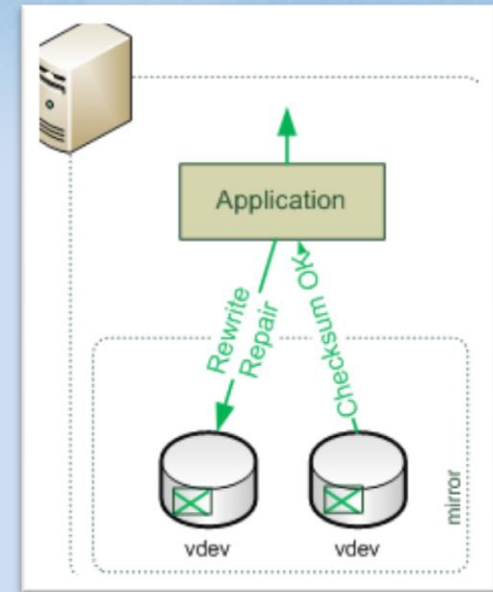 Application
Rewrite
Repair
Checksum OK
vdev
vdev
mirror